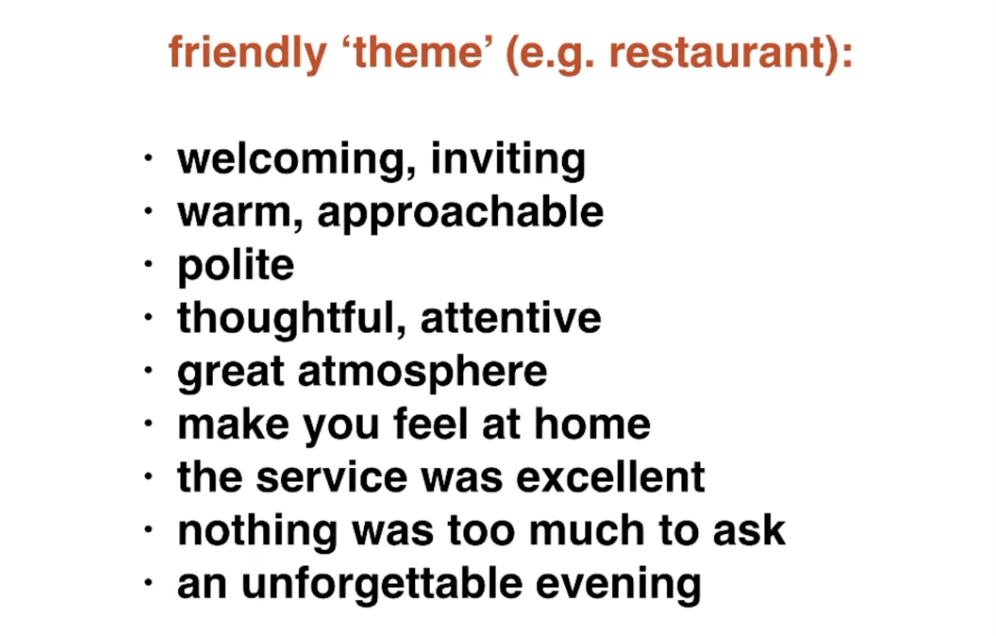 friendly ‘theme’ (e.g. restaurant):
· welcoming, inviting
· warm, approachable
· polite
· thoughtful, attentive
· great atmosphere
· make you feel at home
· the service was excellent
· nothing was too much to ask
· an unforgettable evening